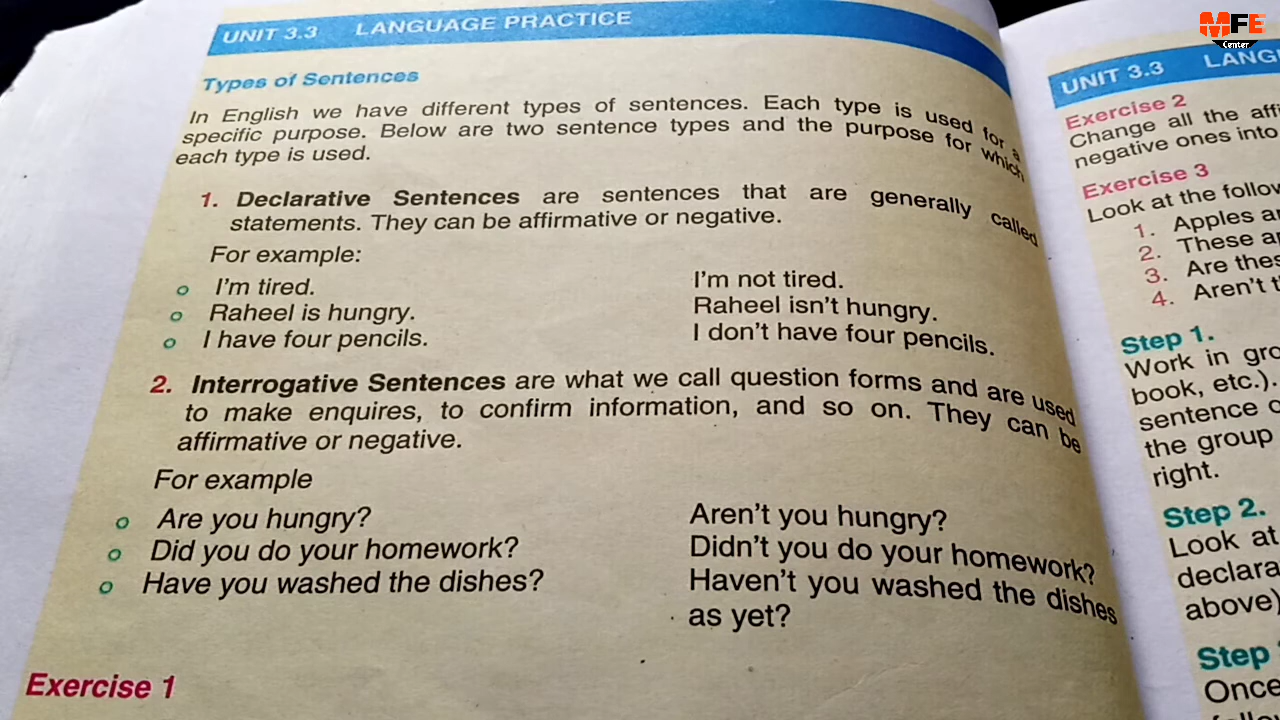 MFE
Center
UNIT 3.3 LANGUAGE PRACTICE
Types of Sentences
In English we have different types of sentences. Each type is used for a
specific purpose. Below are two sentence types and the purpose for which
each type is used.
1. Declarative Sentences are sentences that are generally called
statements. They can be affirmative or negative.
For example:
I'm tired. I'm not tired.
Raheel is hungry. Raheel isn't hungry.
I have four pencils. I don't have four pencils.
2. Interrogative Sentences are what we call question forms and are used
to make enquires, to confirm information, and so on. They can be
affirmative or negative.
For example
Are you hungry? Aren't you hungry?
Did you do your homework? Didn't you do your homework?
Have you washed the dishes? Haven't you washed the dishes
as yet?
Exercise 1
UNIT 3.3
Exercise 2
Change all the
negative ones into
Exercise 3
Look at the
1. Apples
2. These
3. Are
4. Aren't
Step 1.
Work in
book, etc.).
sentence
the group
right.
Step 2.
Look at
above)
Step
Once